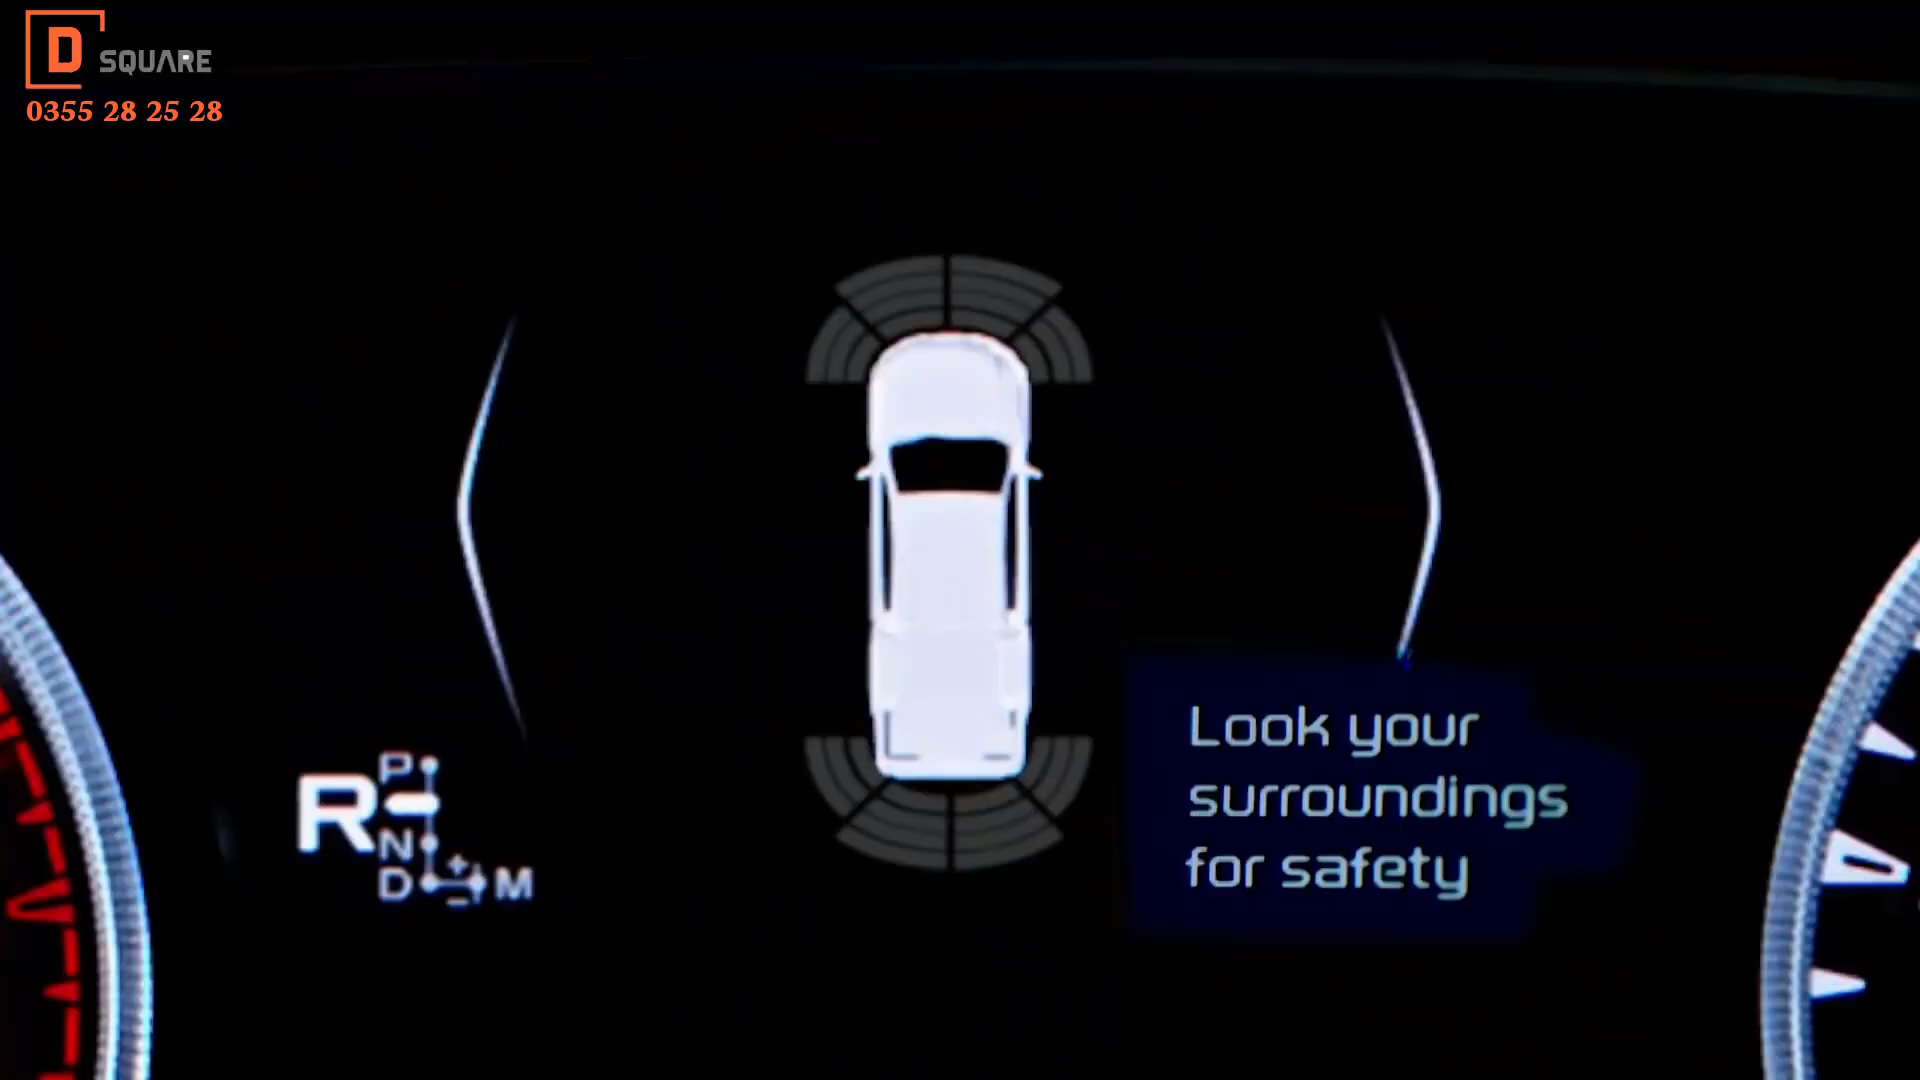 D SQUARE
0355 28 25 28
P
R
N
D + - M
Look your
surroundings
for safety